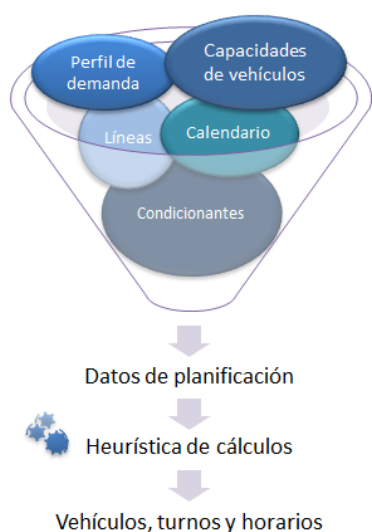 Perfil de
demanda
Capacidades
de vehículos
Líneas
Calendario
Condicionantes
Datos de planificación
Heurística de cálculos
Vehículos, turnos y horarios